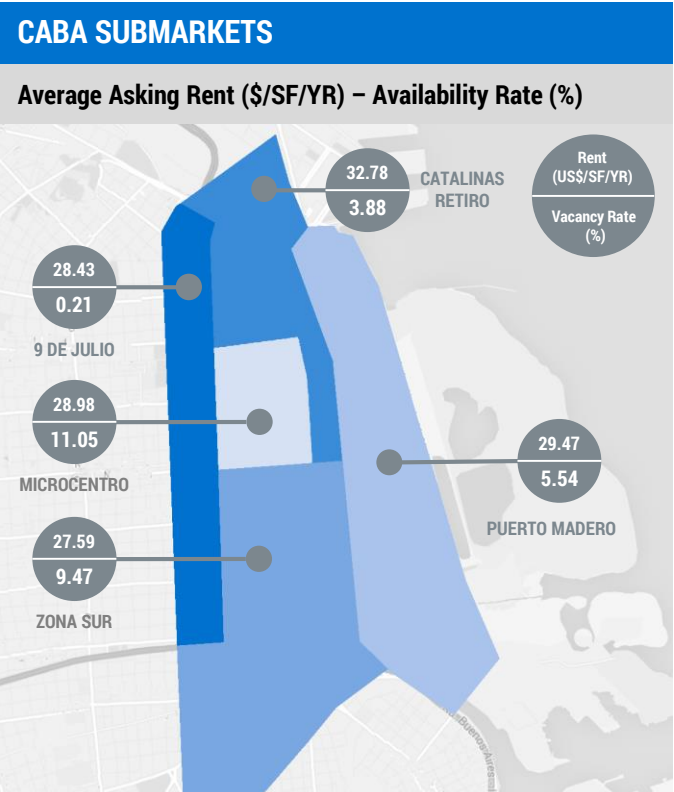 CABA SUBMARKETS
Average Asking Rent ($/SF/YR) – Availability Rate (%)
Rent
(US$/SF/YR)
Vacancy Rate
(%)
32.78
3.88
CATALINAS
RETIRO
28.43
0.21
9 DE JULIO
28.98
11.05
MICROCENTRO
29.47
5.54
PUERTO MADERO
27.59
9.47
ZONA SUR
Buenos Aires